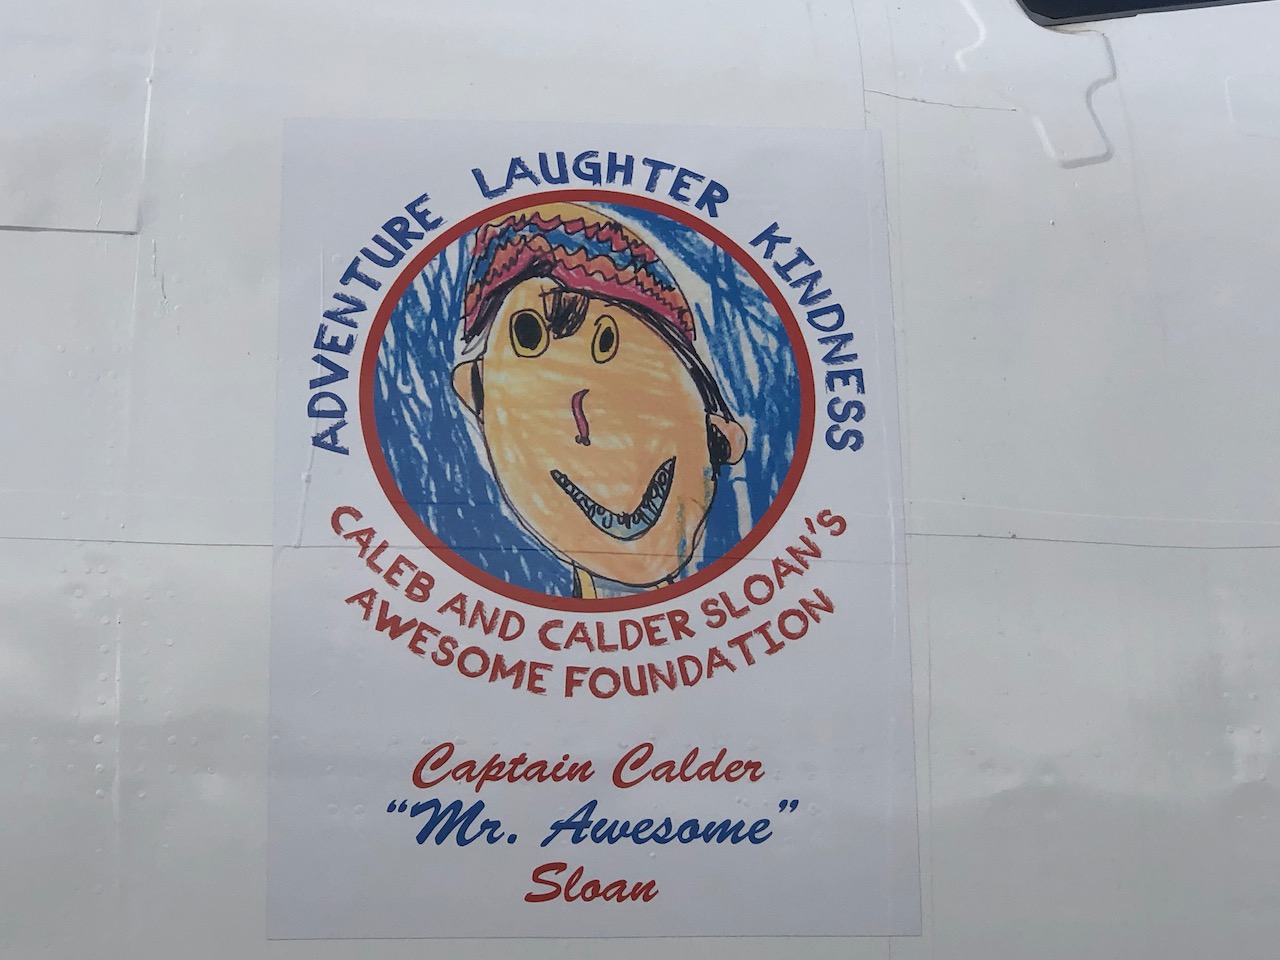 ADVENTURE LAUGHTER KINDNESS
CALEB AND CALDER SLOAN'S
AWESOME FOUNDATION
Captain Calder
"Mr. Awesome"
Sloan